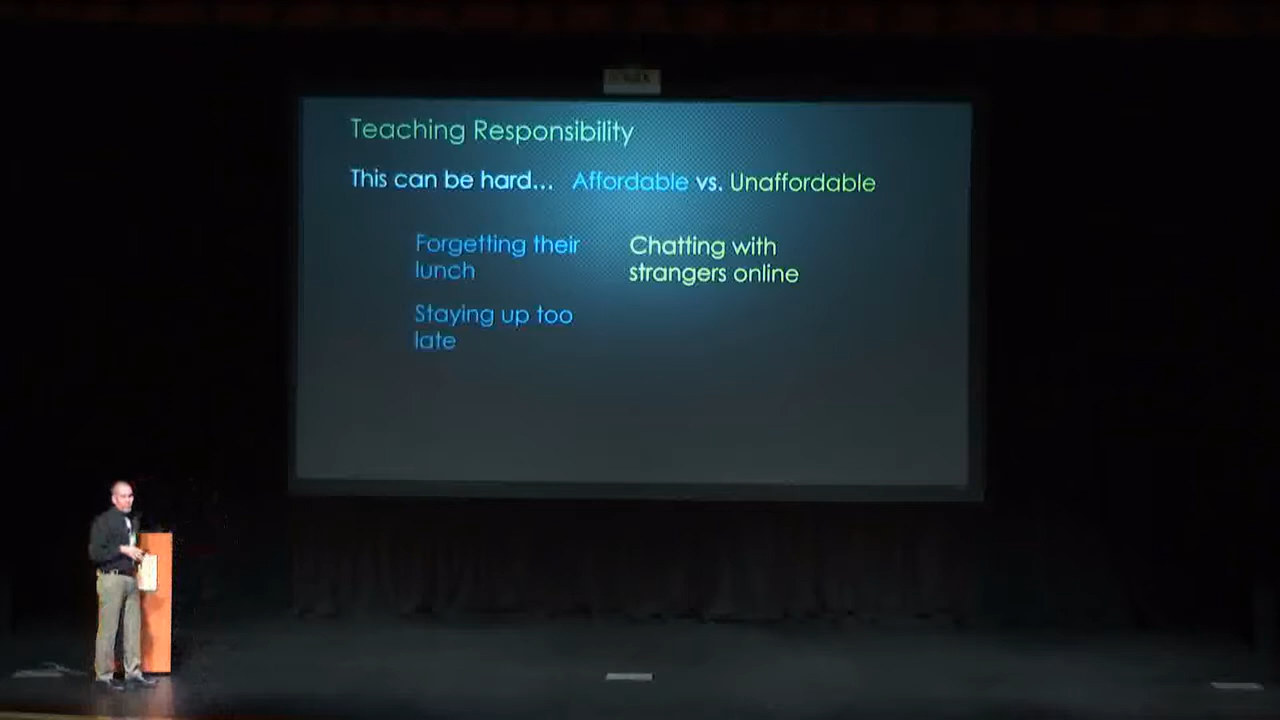 Teaching Responsibility
This can be hard... Affordable vs. Unaffordable
Forgetting their
lunch
Staying up too
late
Chatting with
strangers online